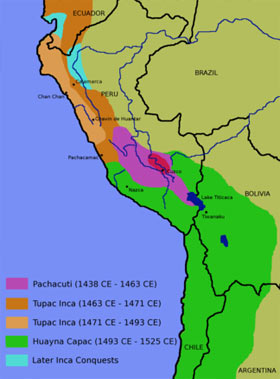 ECUADOR
BRAZIL
Cajamarca
PERU
Chan Chan
Chavin de Huantar
Pachacamac
Cuzco
Nazca
Lake Titicaca
BOLIVIA
Tiwanaku
Pachacuti (1438 CE - 1463 CE)
Tupac Inca (1463 CE - 1471 CE)
Tupac Inca (1471 CE - 1493 CE)
Huayna Capac (1493 CE - 1525 CE)
CHILE
Later Inca Conquests
ARGENTINA